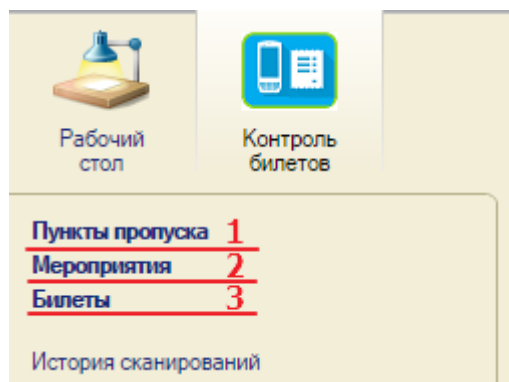 Рабочий
стол
Контроль
билетов
Пункты пропуска 1
Мероприятия 2
Билеты 3
История сканирований